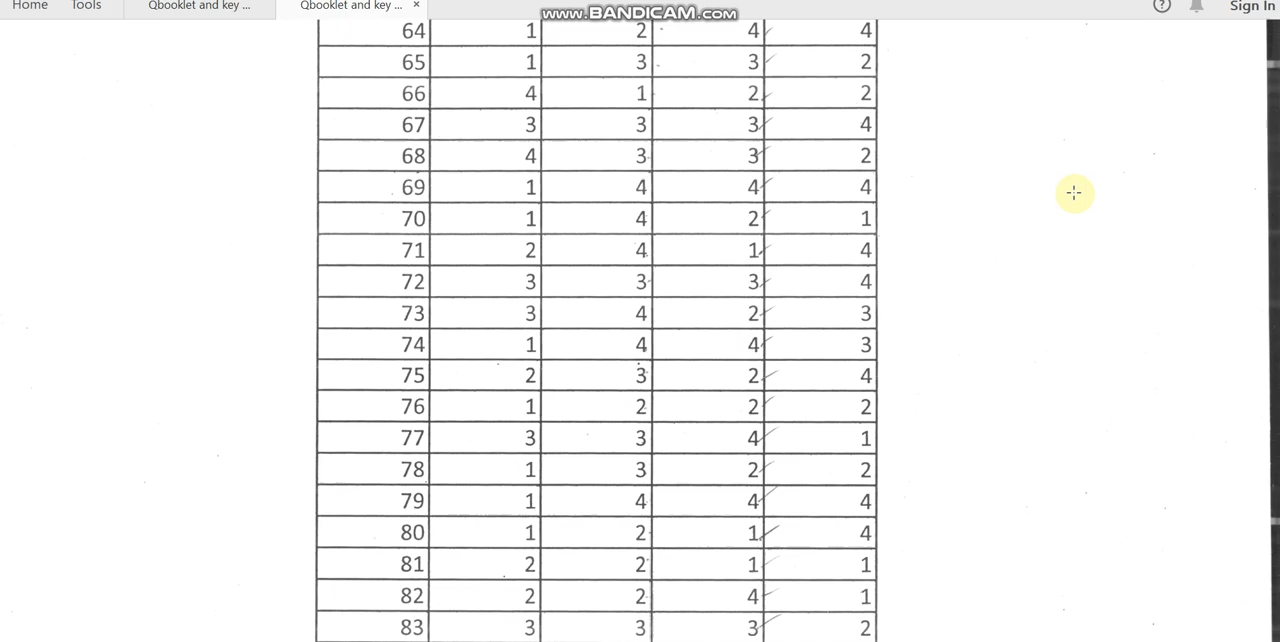 Home Tools Qbooklet and key ... Qbooklet and key ... × www.BANDICAM.com ? Sign In
64 1 2 4 4
65 1 3 3 2
66 4 1 2 2
67 3 3 3 4
68 4 3 3 2
69 1 4 4 4
70 1 4 2 1
71 2 4 1 4
72 3 3 3 4
73 3 4 2 3
74 1 4 4 3
75 2 3 2 4
76 1 2 2 2
77 3 3 4 1
78 1 3 2 2
79 1 4 4 4
80 1 2 1 4
81 2 2 1 1
82 2 2 4 1
83 3 3 3 2